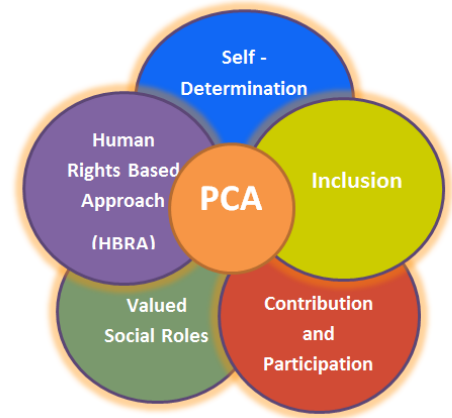 Self -
Determination
Human
Rights Based
Approach
(HBRA)
PCA
Inclusion
Valued
Social Roles
Contribution
and
Participation